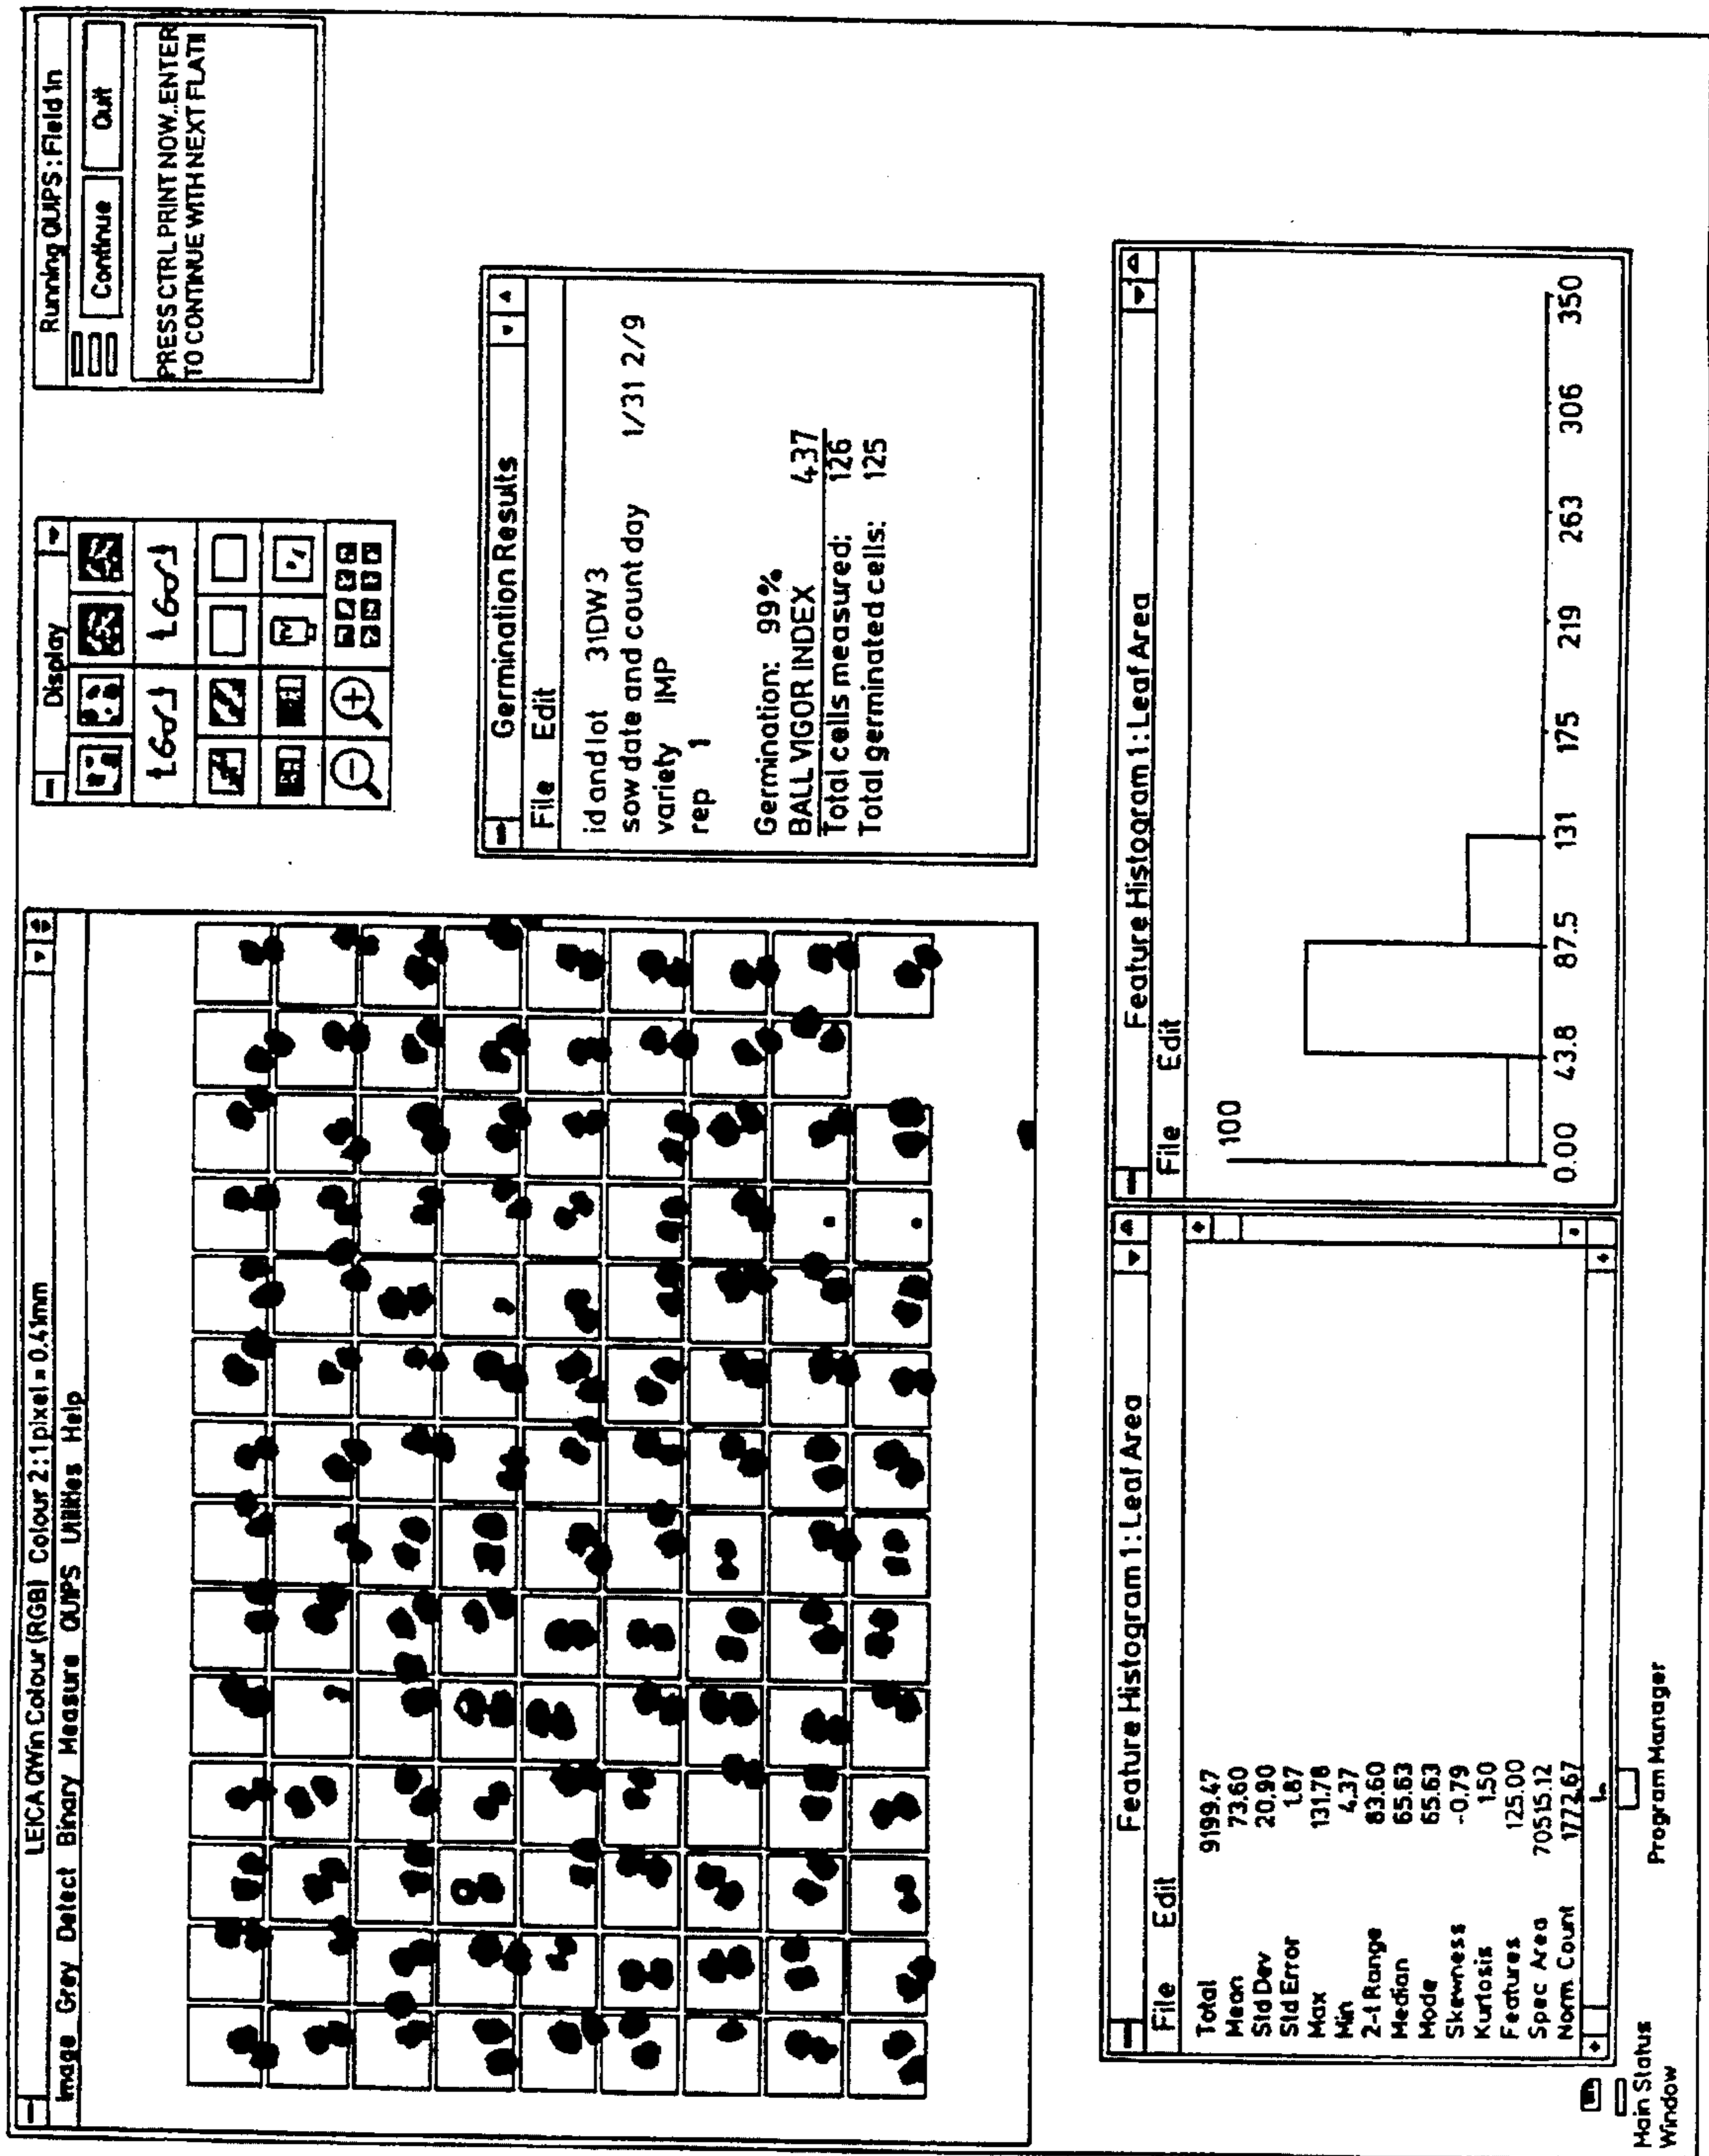 LEICA QWin Colour (RGB) Colour 2:1 pixel = 0.41mm
Image Grey Detect Binary Measure QUIPS Utilities Help
Display
Running QUIPS : Field In
Continue Quit
PRESS CTRL PRINT NOW..ENTER
TO CONTINUE WITH NEXT FLAT!!
Germination Results
File Edit
id and lot 31DW3
sow date and count day 1/31 2/9
variety IMP
rep 1
Germination: 99%
BALL VIGOR INDEX 437
Total cells measured: 126
Total germinated cells: 125
Feature Histogram 1: Leaf Area
File Edit
Total 9199.47
Mean 73.60
Std Dev 20.90
Std Error 1.87
Max 131.78
Min 4.37
2-t Range 83.60
Median 65.63
Mode 65.63
Skewness -0.79
Kurtosis 1.50
Features 125.00
Spec Area 70515.12
Norm Count 1772.67
Feature Histogram 1: Leaf Area
File Edit
100
0.00 43.8 87.5 131 175 219 263 306 350
Main Status
Window
Program Manager